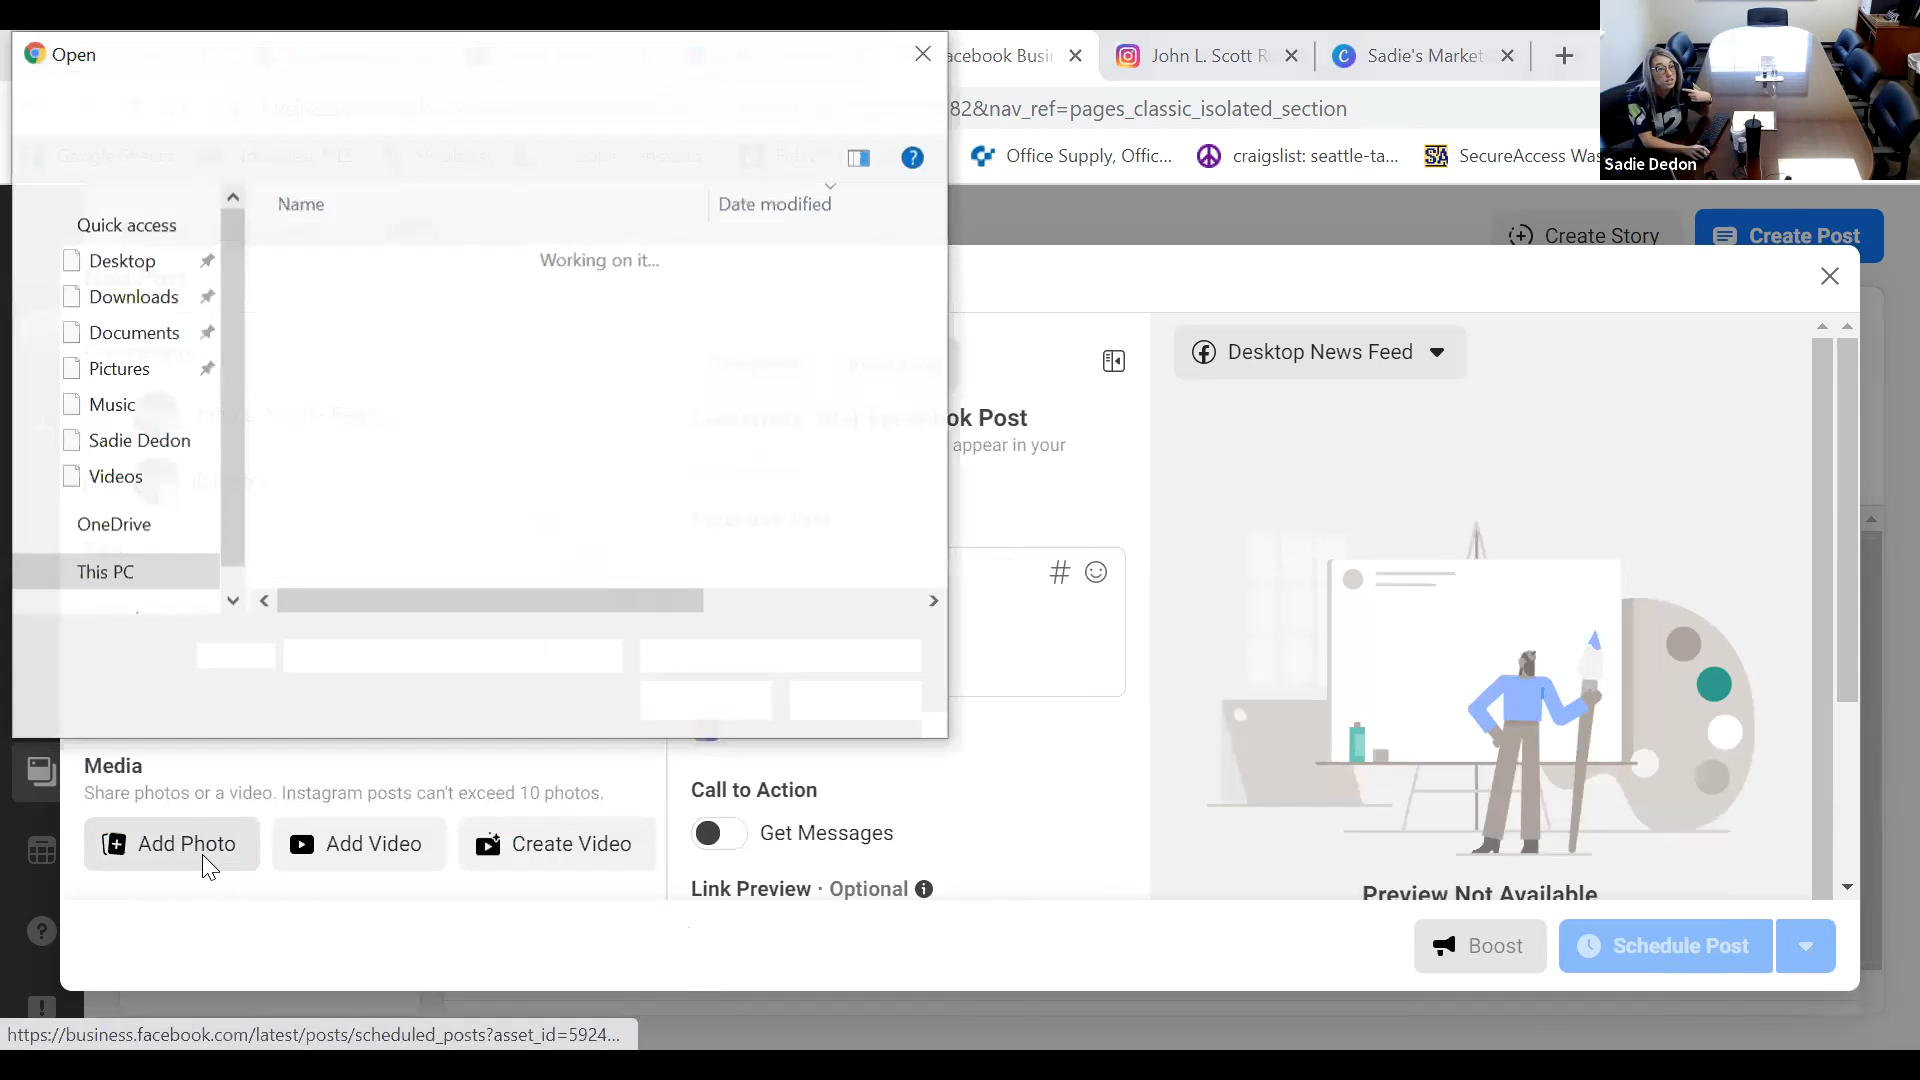 Open
acebook Busi
John L. Scott R
Sadie's Market
82&nav_ref=pages_classic_isolated_section
Office Supply, Offic...
craigslist: seattle-ta...
SecureAccess Was
Sadie Dedon
Name
Date modified
Quick access
Desktop
Downloads
Documents
Pictures
Music
Sadie Dedon
Videos
OneDrive
This PC
Working on it...
Create Story
Create Post
Desktop News Feed
ok Post
appear in your
Media
Share photos or a video. Instagram posts can't exceed 10 photos.
Add Photo
Add Video
Create Video
Call to Action
Get Messages
Link Preview · Optional
Preview Not Available
Boost
Schedule Post
https://business.facebook.com/latest/posts/scheduled_posts?asset_id=5924...